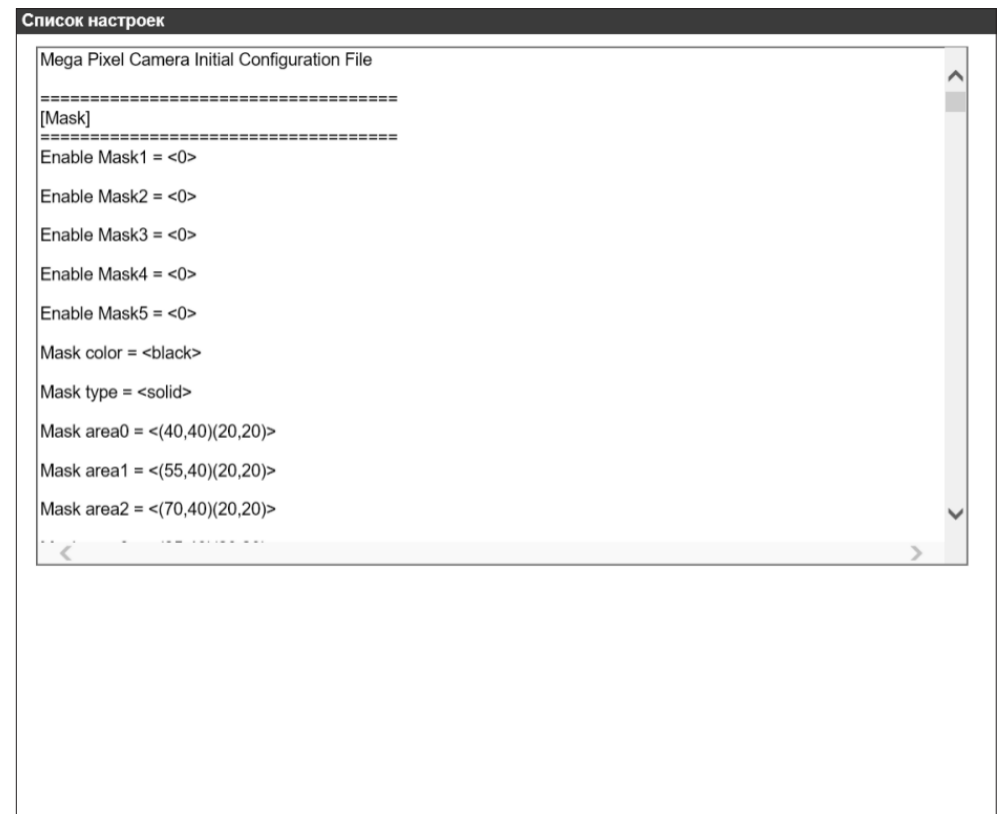 Список настроек
Mega Pixel Camera Initial Configuration File
====================================
[Mask]
====================================
Enable Mask1 = <0>
Enable Mask2 = <0>
Enable Mask3 = <0>
Enable Mask4 = <0>
Enable Mask5 = <0>
Mask color = <black>
Mask type = <solid>
Mask area0 = <(40,40)(20,20)>
Mask area1 = <(55,40)(20,20)>
Mask area2 = <(70,40)(20,20)>